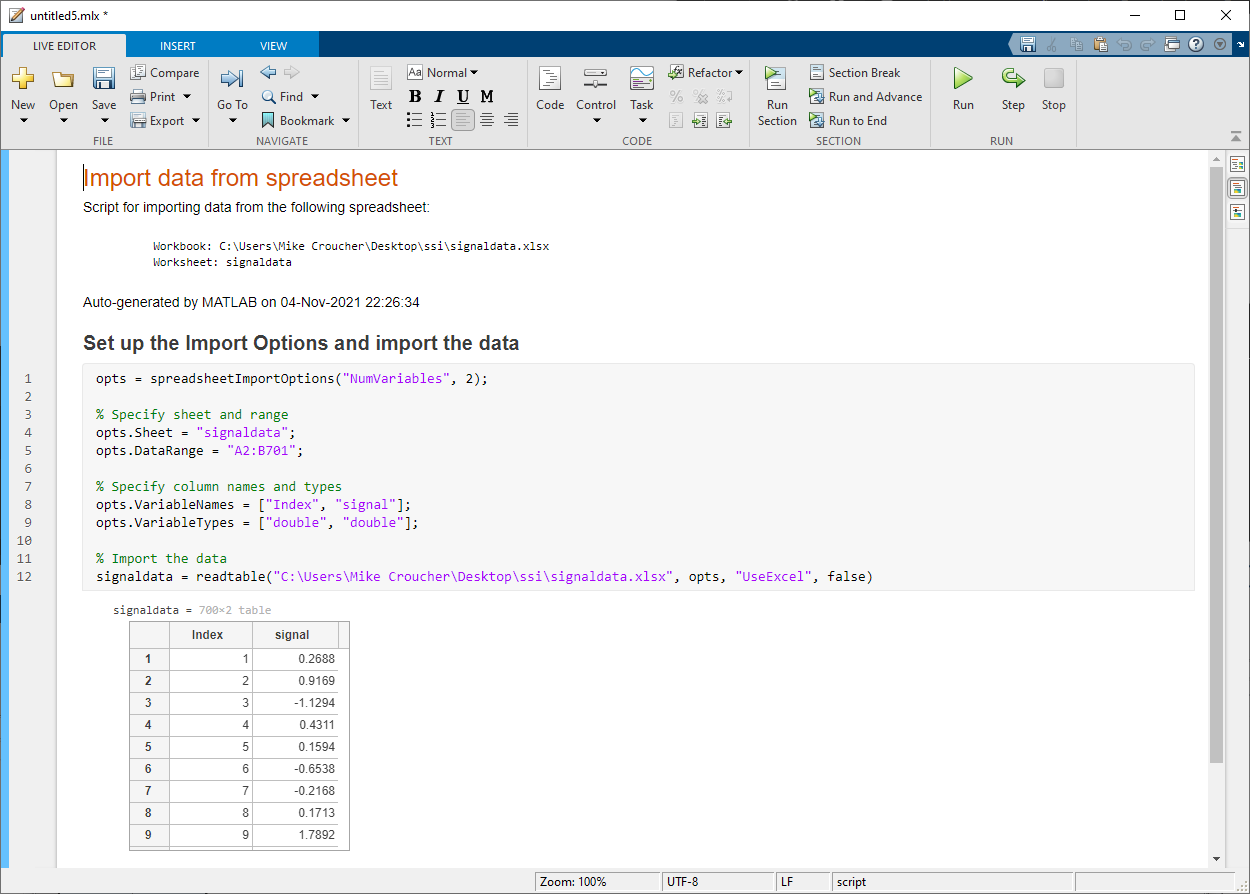 untitled5.mlx *
LIVE EDITOR INSERT VIEW
New Open Save Compare Print Export FILE
Go To Find Bookmark NAVIGATE
Text Aa Normal B I U M TEXT
Code Control Task Refactor CODE
Run Section Section Break Run and Advance Run to End SECTION
Run Step Stop RUN
Import data from spreadsheet
Script for importing data from the following spreadsheet:
Workbook: C:\Users\Mike Croucher\Desktop\ssi\signaldata.xlsx
Worksheet: signaldata
Auto-generated by MATLAB on 04-Nov-2021 22:26:34
Set up the Import Options and import the data
1 opts = spreadsheetImportOptions("NumVariables", 2);
2
3 % Specify sheet and range
4 opts.Sheet = "signaldata";
5 opts.DataRange = "A2:B701";
6
7 % Specify column names and types
8 opts.VariableNames = ["Index", "signal"];
9 opts.VariableTypes = ["double", "double"];
10
11 % Import the data
12 signaldata = readtable("C:\Users\Mike Croucher\Desktop\ssi\signaldata.xlsx", opts, "UseExcel", false)
signaldata = 700×2 table
Index signal
1 1 0.2688
2 2 0.9169
3 3 -1.1294
4 4 0.4311
5 5 0.1594
6 6 -0.6538
7 7 -0.2168
8 8 0.1713
9 9 1.7892
Zoom: 100% UTF-8 LF script